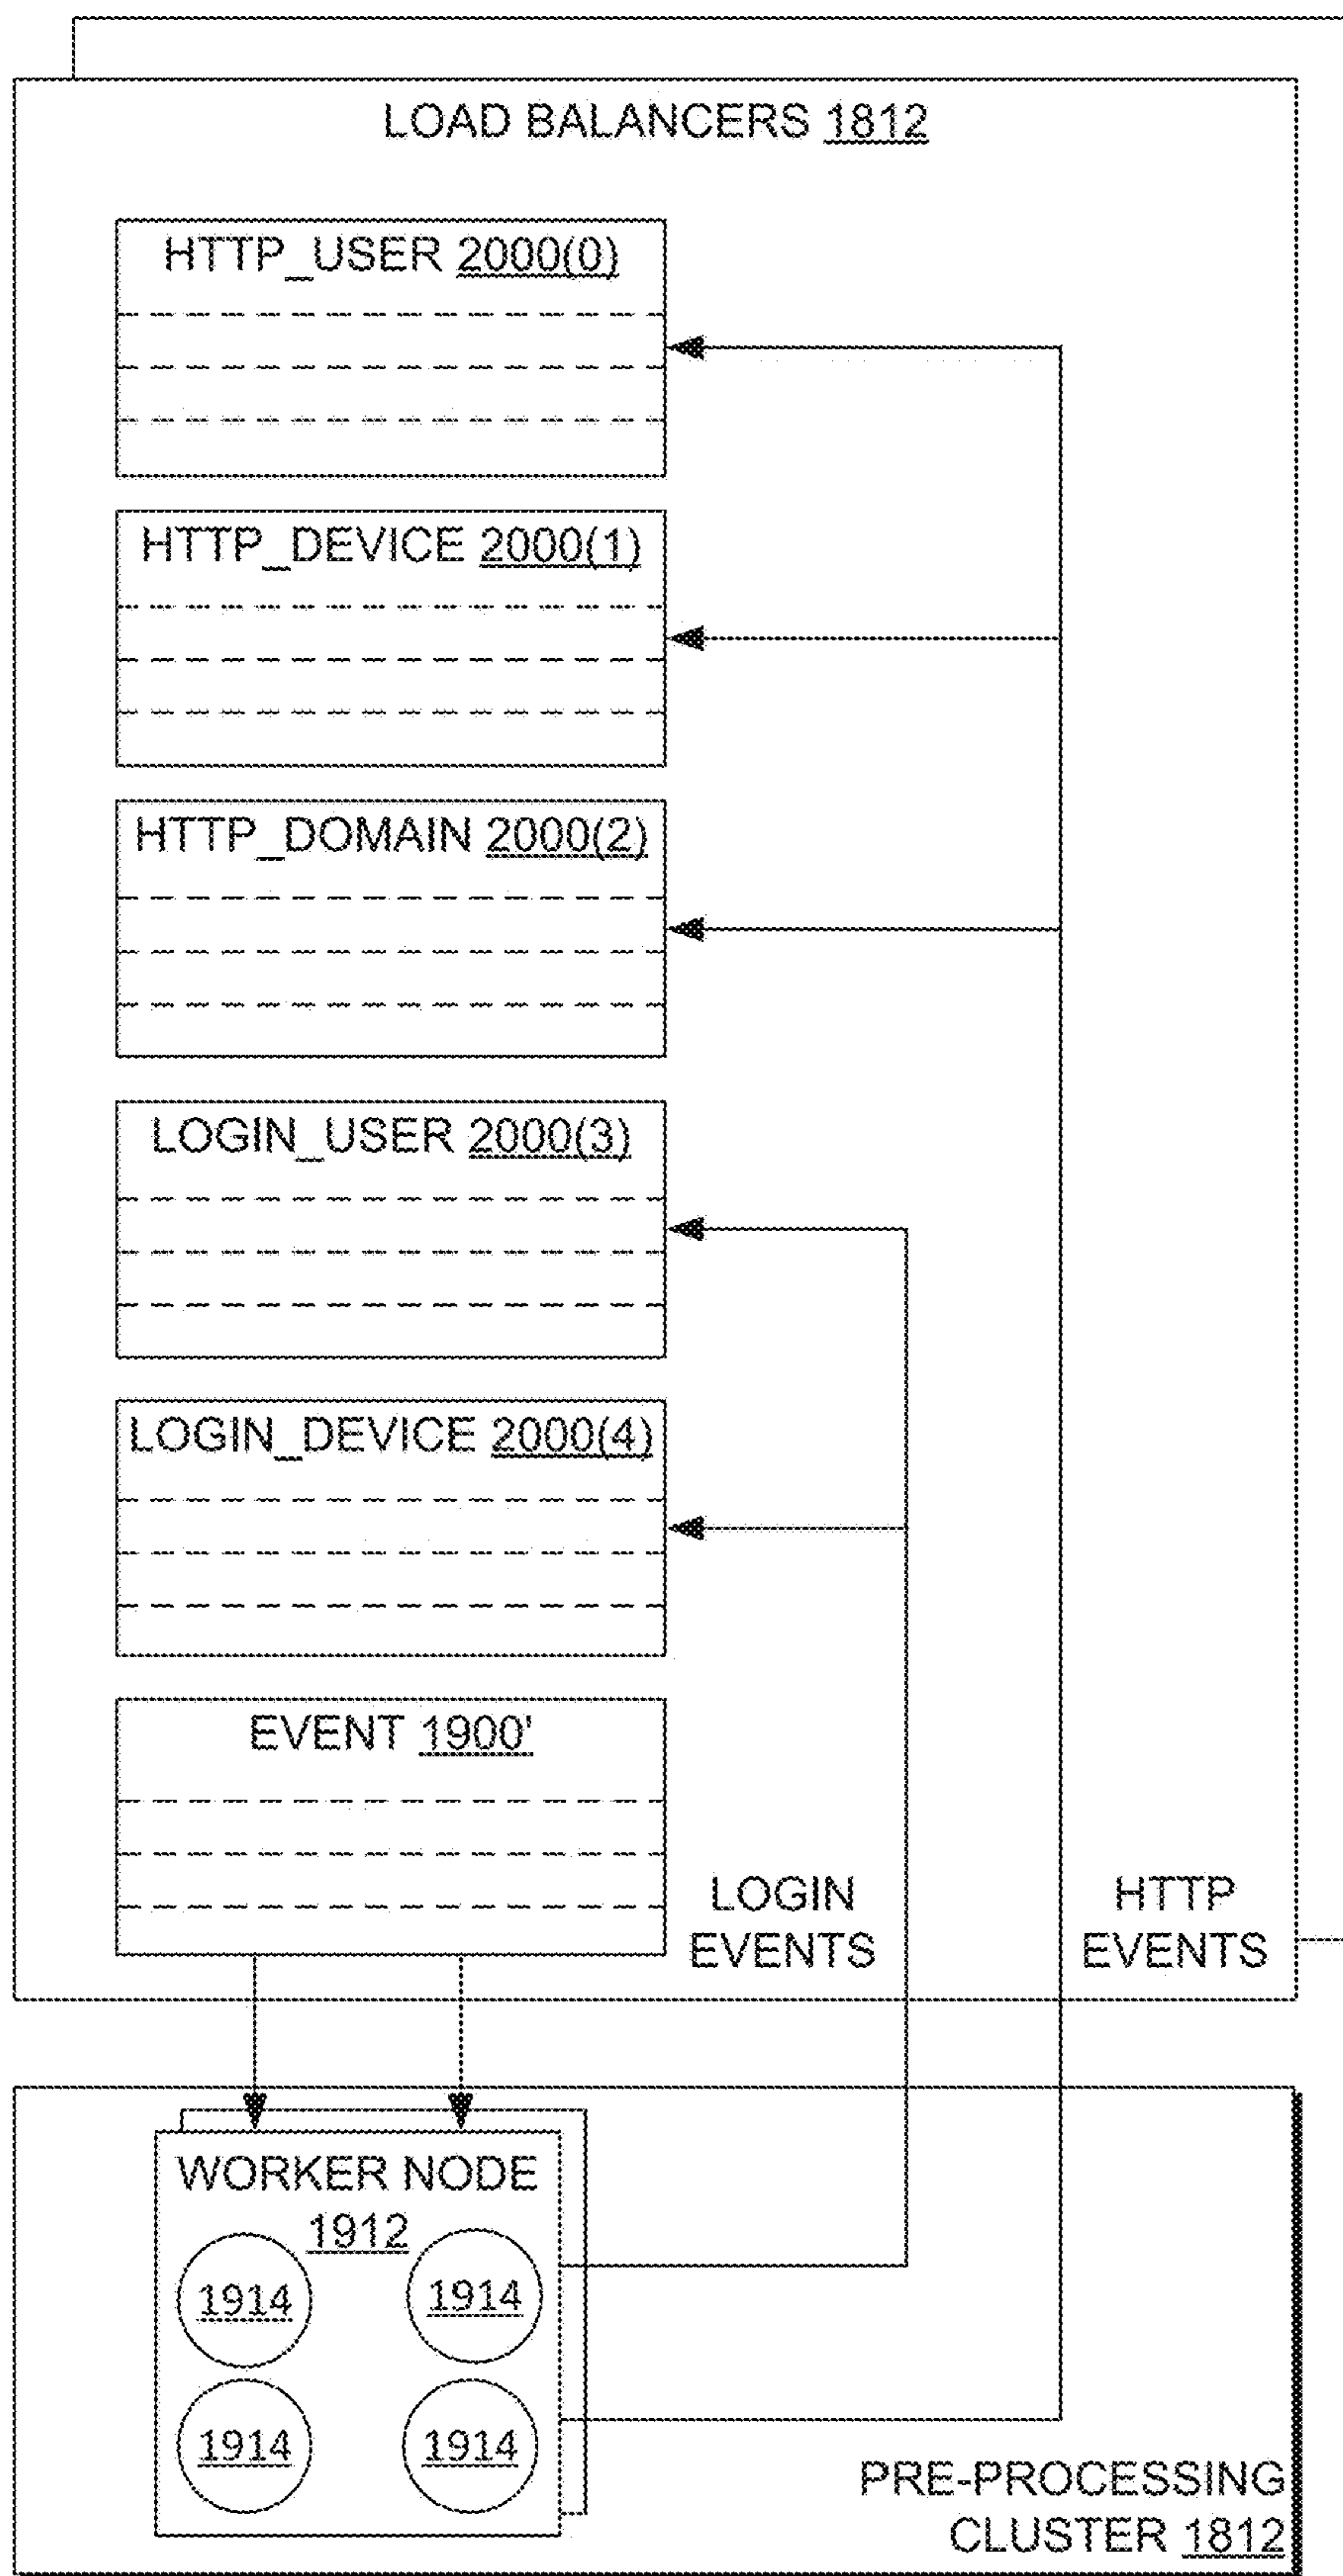 LOAD BALANCERS 1812
HTTP_USER 2000(0)
HTTP_DEVICE 2000(1)
HTTP_DOMAIN 2000(2)
LOGIN_USER 2000(3)
LOGIN_DEVICE 2000(4)
EVENT 1900'
LOGIN
EVENTS
HTTP
EVENTS
WORKER NODE
1912
1914
1914
1914
1914
PRE-PROCESSING
CLUSTER 1812